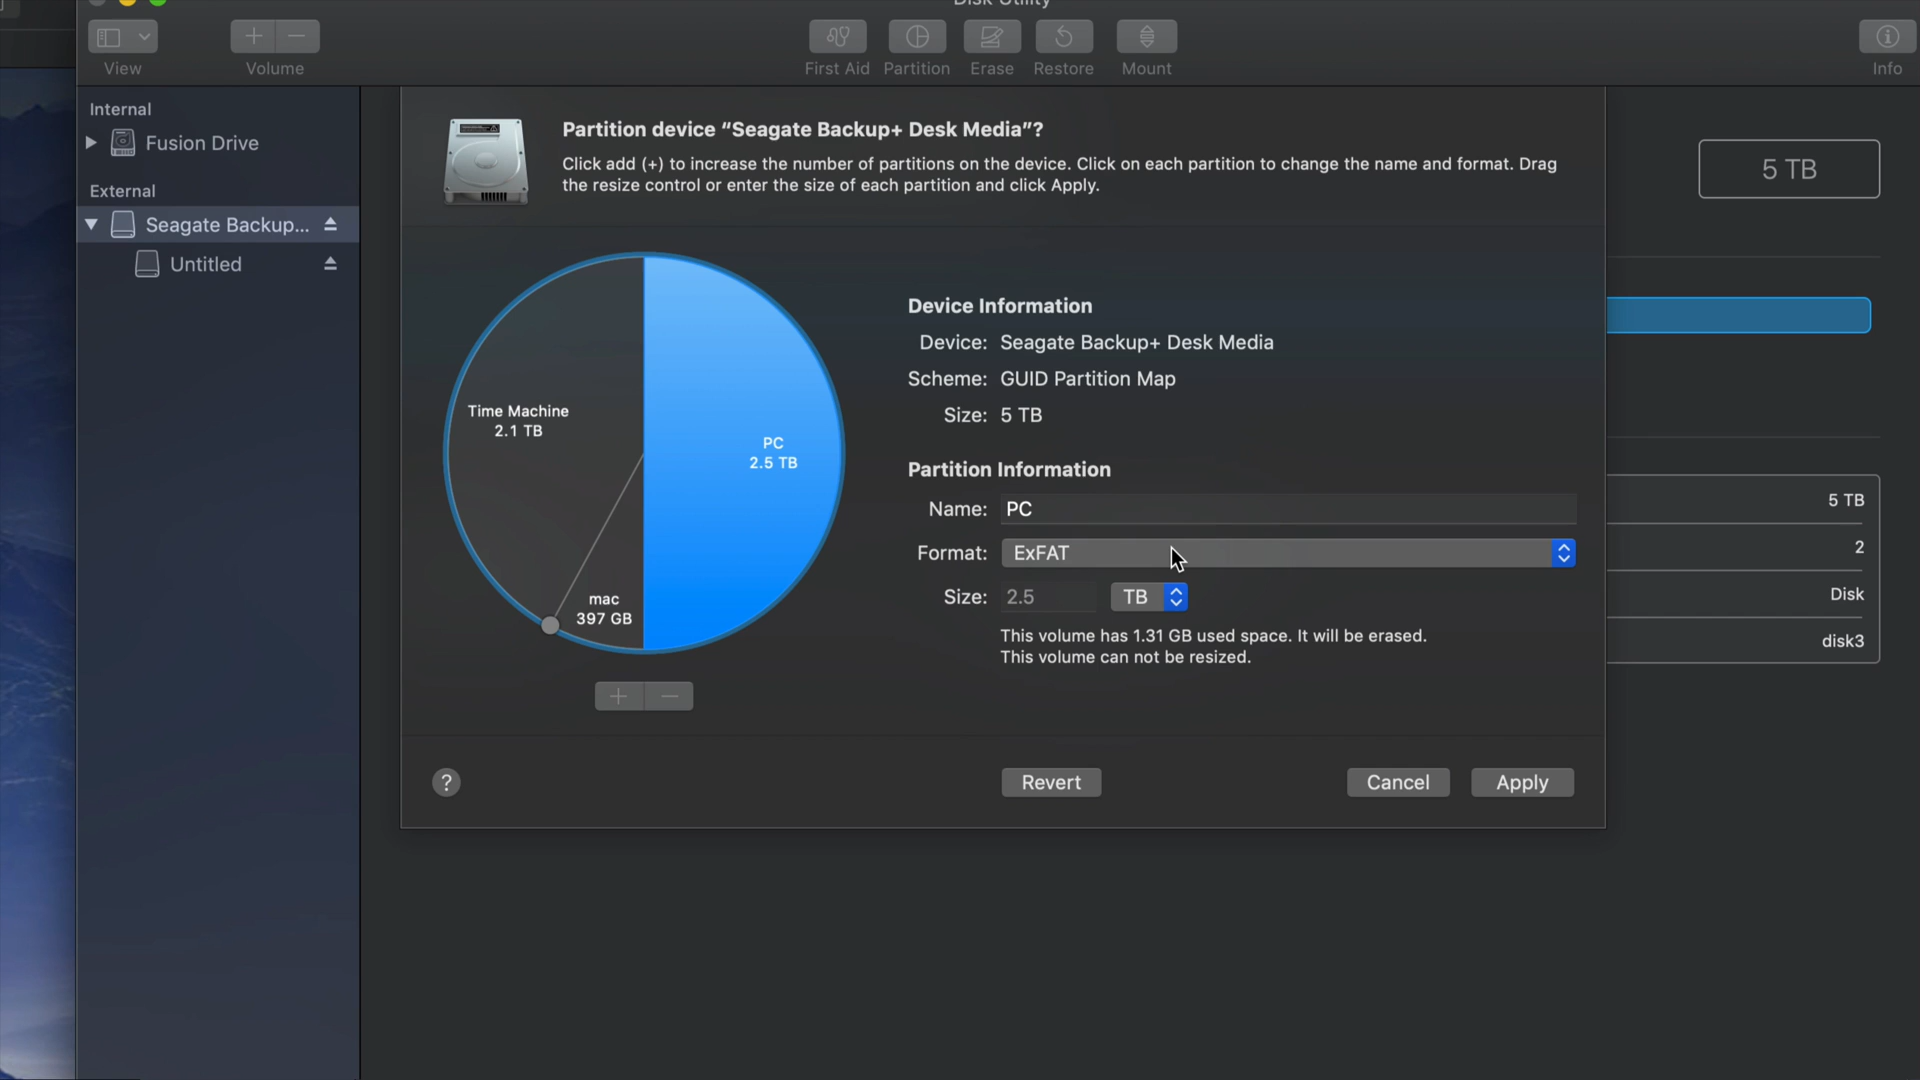 Disk Utility
View
Volume
First Aid
Partition
Erase
Restore
Mount
Info
Internal
Fusion Drive
External
Seagate Backup...
Untitled
Partition device “Seagate Backup+ Desk Media”?
Click add (+) to increase the number of partitions on the device. Click on each partition to change the name and format. Drag
the resize control or enter the size of each partition and click Apply.
5 TB
Time Machine
2.1 TB
PC
2.5 TB
mac
397 GB
Device Information
Device: Seagate Backup+ Desk Media
Scheme: GUID Partition Map
Size: 5 TB
Partition Information
Name: PC
Format: ExFAT
Size: 2.5 TB
This volume has 1.31 GB used space. It will be erased.
This volume can not be resized.
5 TB
2
Disk
disk3
?
Revert
Cancel
Apply